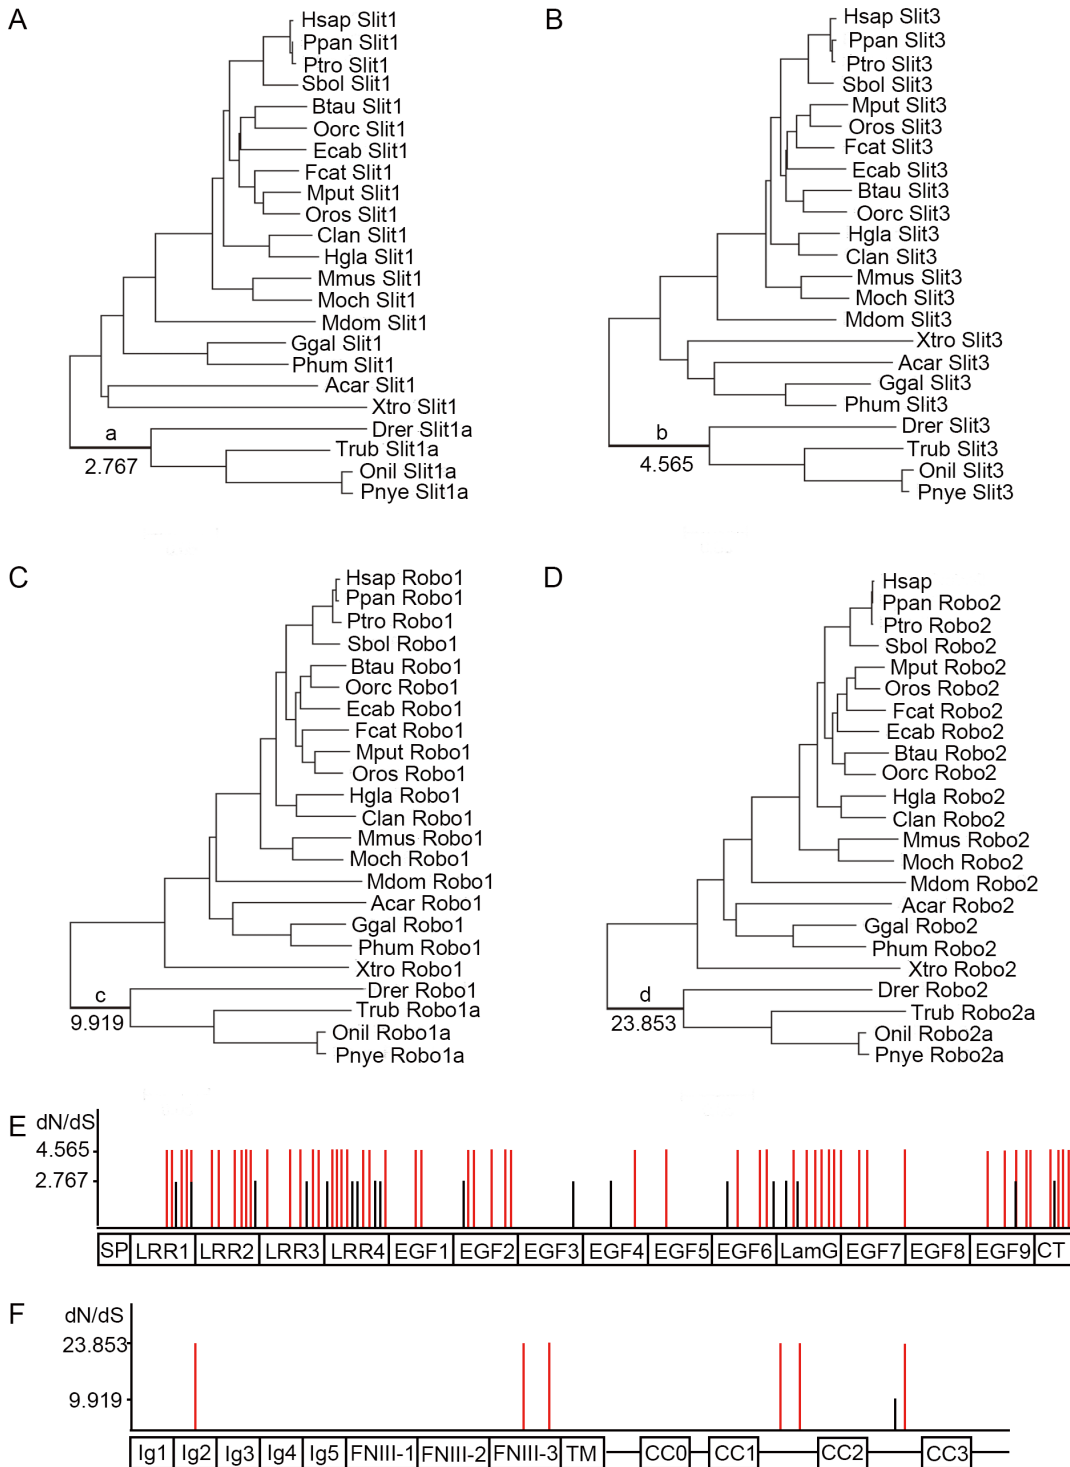 A
Hsap Slit1
Ppan Slit1
Ptro Slit1
Sbol Slit1
Btau Slit1
Oorc Slit1
Ecab Slit1
Fcat Slit1
Mput Slit1
Oros Slit1
Clan Slit1
Hgla Slit1
Mmus Slit1
Moch Slit1
Mdom Slit1
Ggal Slit1
Phum Slit1
Acar Slit1
Xtro Slit1
Drer Slit1a
Trub Slit1a
Onil Slit1a
Pnye Slit1a
a
2.767
B
Hsap Slit3
Ppan Slit3
Ptro Slit3
Sbol Slit3
Mput Slit3
Oros Slit3
Fcat Slit3
Ecab Slit3
Btau Slit3
Oorc Slit3
Hgla Slit3
Clan Slit3
Mmus Slit3
Moch Slit3
Mdom Slit3
Xtro Slit3
Acar Slit3
Ggal Slit3
Phum Slit3
Drer Slit3
Trub Slit3
Onil Slit3
Pnye Slit3
b
4.565
C
Hsap Robo1
Ppan Robo1
Ptro Robo1
Sbol Robo1
Btau Robo1
Oorc Robo1
Ecab Robo1
Fcat Robo1
Mput Robo1
Oros Robo1
Hgla Robo1
Clan Robo1
Mmus Robo1
Moch Robo1
Mdom Robo1
Acar Robo1
Ggal Robo1
Phum Robo1
Xtro Robo1
Drer Robo1
Trub Robo1a
Onil Robo1a
Pnye Robo1a
c
9.919
D
Hsap
Ppan Robo2
Ptro Robo2
Sbol Robo2
Mput Robo2
Oros Robo2
Fcat Robo2
Ecab Robo2
Btau Robo2
Oorc Robo2
Hgla Robo2
Clan Robo2
Mmus Robo2
Moch Robo2
Mdom Robo2
Acar Robo2
Ggal Robo2
Phum Robo2
Xtro Robo2
Drer Robo2
Trub Robo2a
Onil Robo2a
Pnye Robo2a
d
23.853
E
dN/dS
4.565
2.767
SP LRR1 LRR2 LRR3 LRR4 EGF1 EGF2 EGF3 EGF4 EGF5 EGF6 LamG EGF7 EGF8 EGF9 CT
F
dN/dS
23.853
9.919
Ig1 Ig2 Ig3 Ig4 Ig5 FNIII-1 FNIII-2 FNIII-3 TM CC0 CC1 CC2 CC3